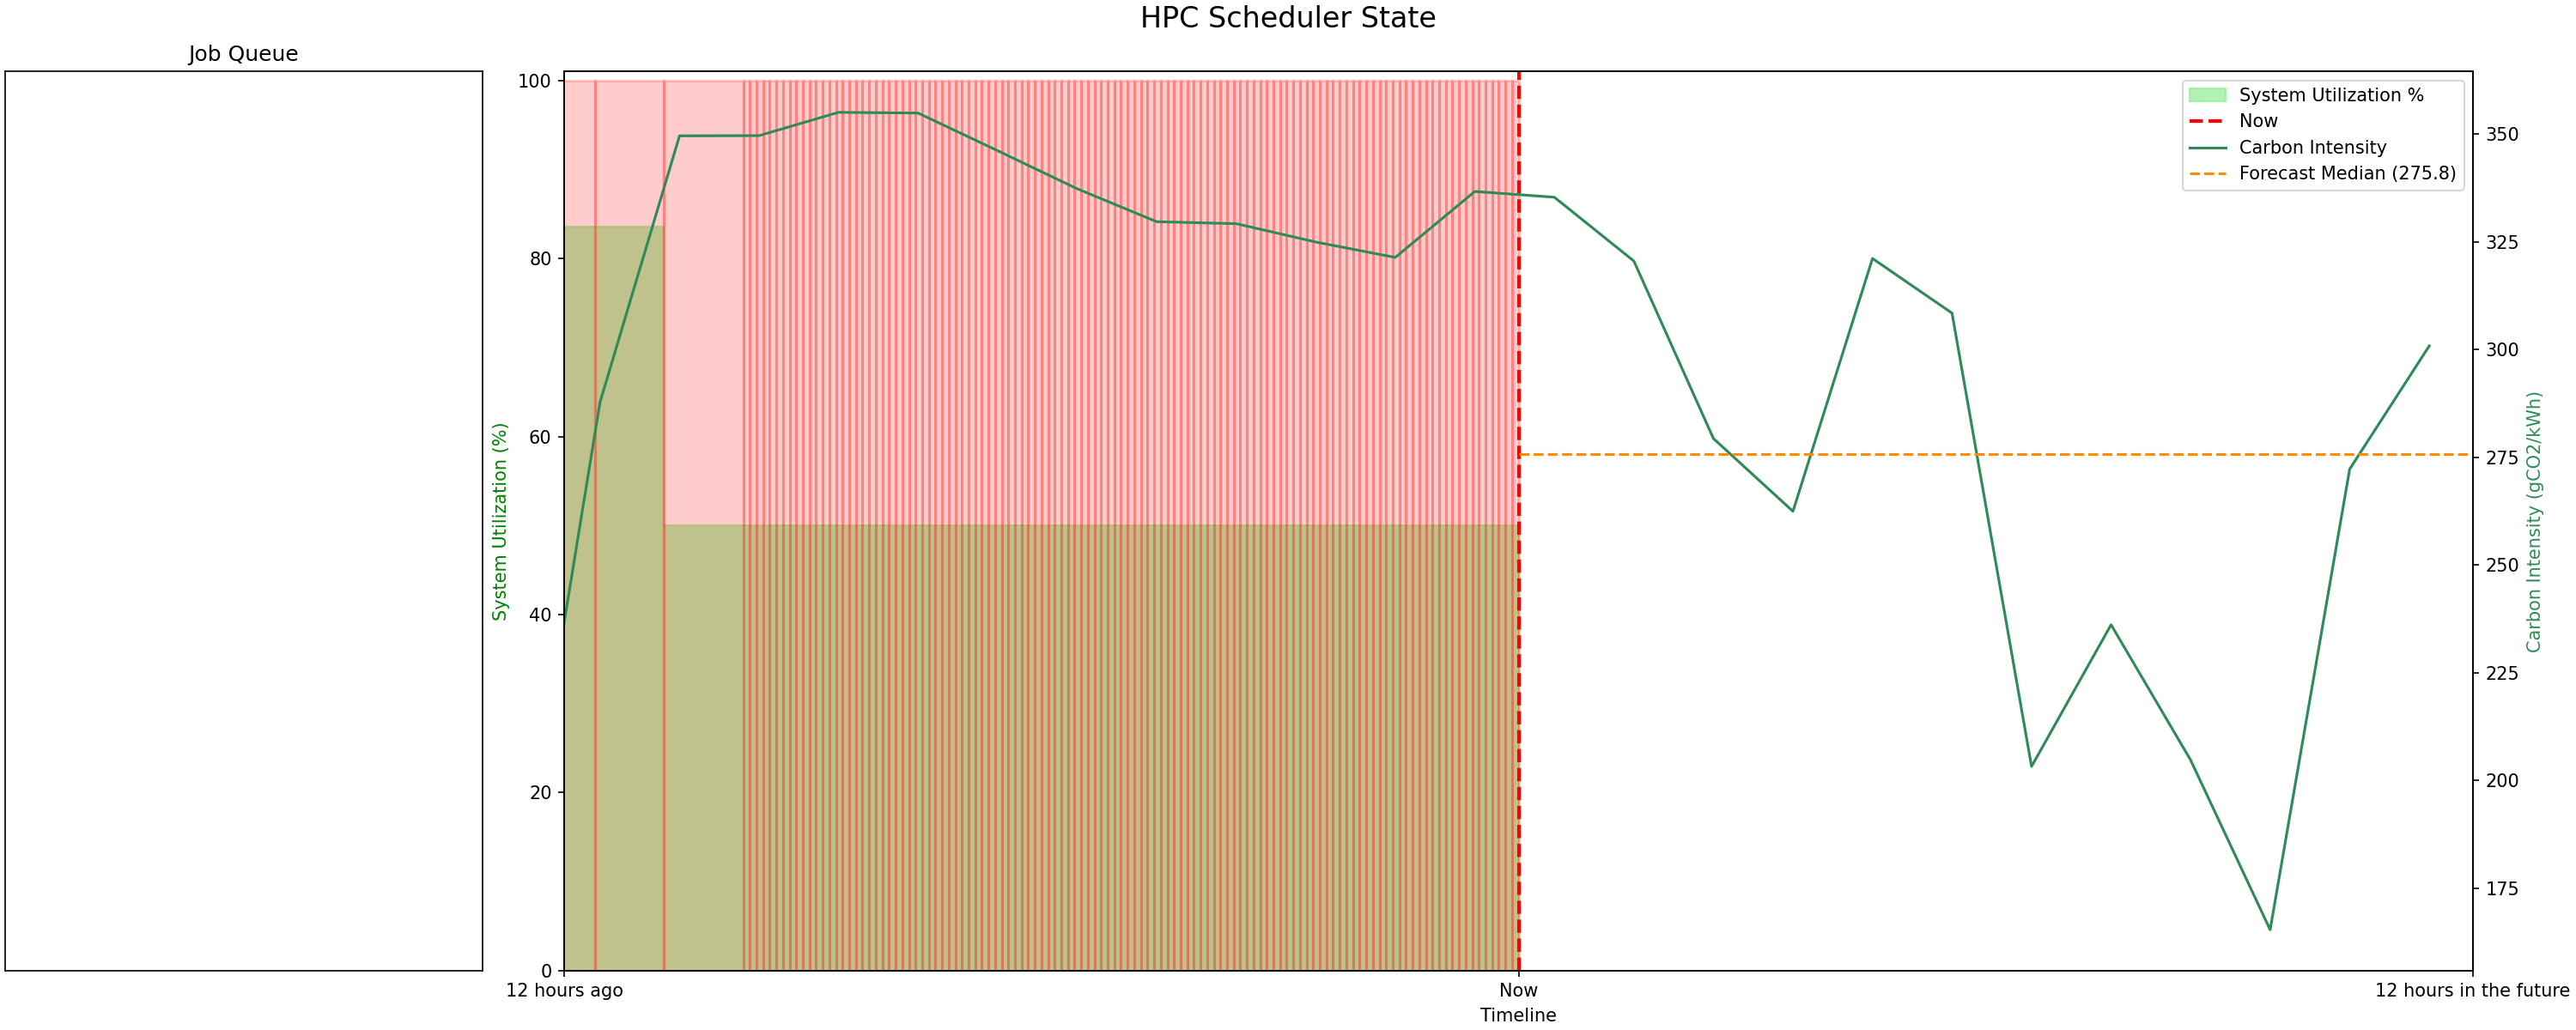 HPC Scheduler State
Job Queue
System Utilization (%)
100
80
60
40
20
0
12 hours ago
Now
12 hours in the future
Timeline
System Utilization %
Now
Carbon Intensity
Forecast Median (275.8)
350
325
300
275
250
225
200
175
Carbon Intensity (gCO2/kWh)